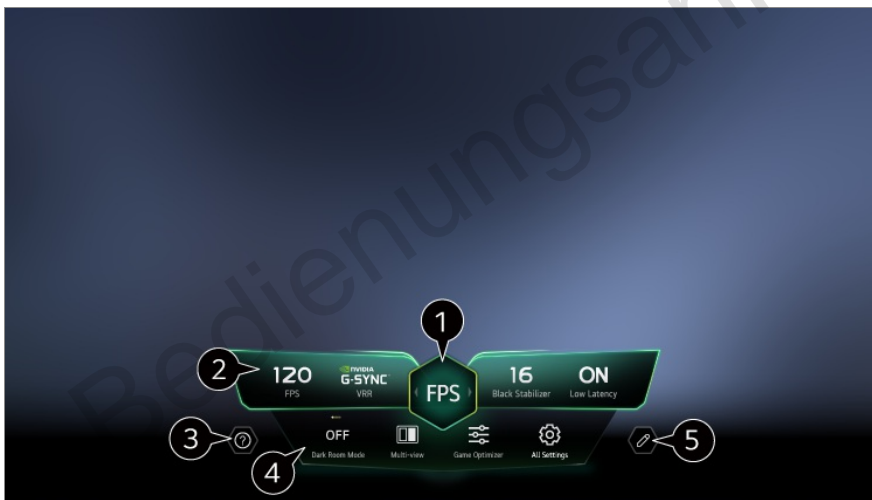 Bedienungsan
1
2
120
FPS
NVIDIA
G-SYNC
VRR
FPS
16
Black Stabilizer
ON
Low Latency
3
?
4
OFF
Dark Room Mode
Multi-view
Game Optimizer
All Settings
5